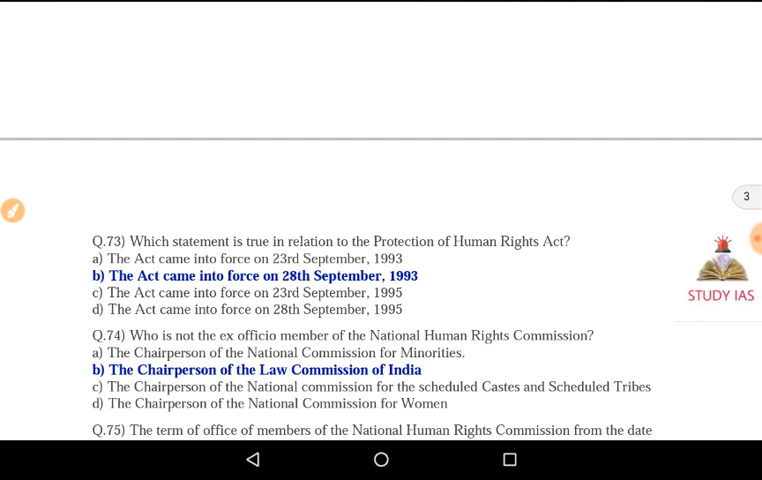 3
Q.73) Which statement is true in relation to the Protection of Human Rights Act?
a) The Act came into force on 23rd September, 1993
b) The Act came into force on 28th September, 1993
c) The Act came into force on 23rd September, 1995
d) The Act came into force on 28th September, 1995
STUDY IAS
Q.74) Who is not the ex officio member of the National Human Rights Commission?
a) The Chairperson of the National Commission for Minorities.
b) The Chairperson of the Law Commission of India
c) The Chairperson of the National commission for the scheduled Castes and Scheduled Tribes
d) The Chairperson of the National Commission for Women
Q.75) The term of office of members of the National Human Rights Commission from the date